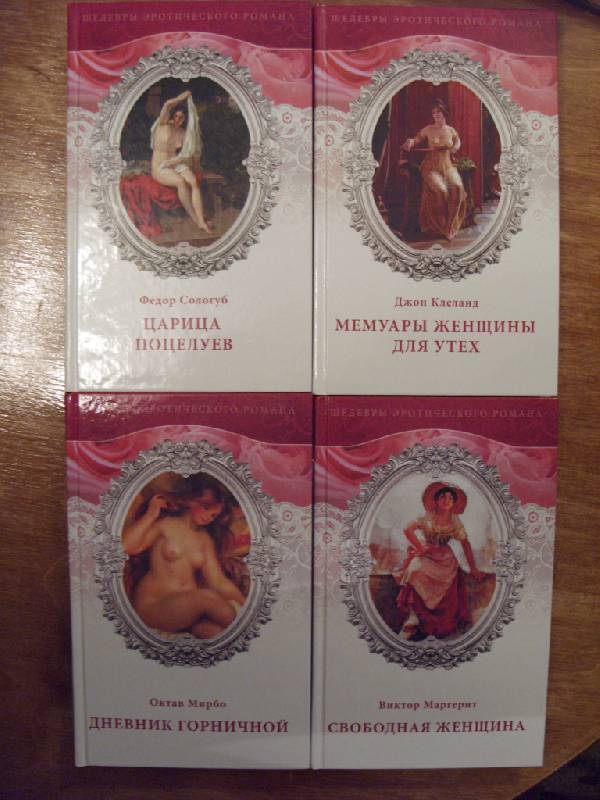 ШЕДЕВРЫ ЭРОТИЧЕСКОГО РОМАНА
Федор Сологуб
ЦАРИЦА
ПОЦЕЛУЕВ
ШЕДЕВРЫ ЭРОТИЧЕСКОГО РОМАНА
Джон Клеланд
МЕМУАРЫ ЖЕНЩИНЫ
ДЛЯ УТЕХ
ШЕДЕВРЫ ЭРОТИЧЕСКОГО РОМАНА
Октав Мирбо
ДНЕВНИК ГОРНИЧНОЙ
ШЕДЕВРЫ ЭРОТИЧЕСКОГО РОМАНА
Виктор Маргерит
СВОБОДНАЯ ЖЕНЩИНА